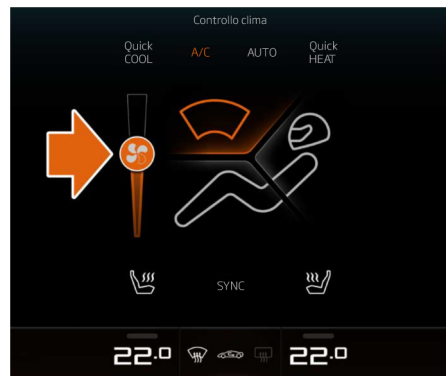 Controllo clima
Quick
COOL
A/C
AUTO
Quick
HEAT
SYNC
22.0
22.0